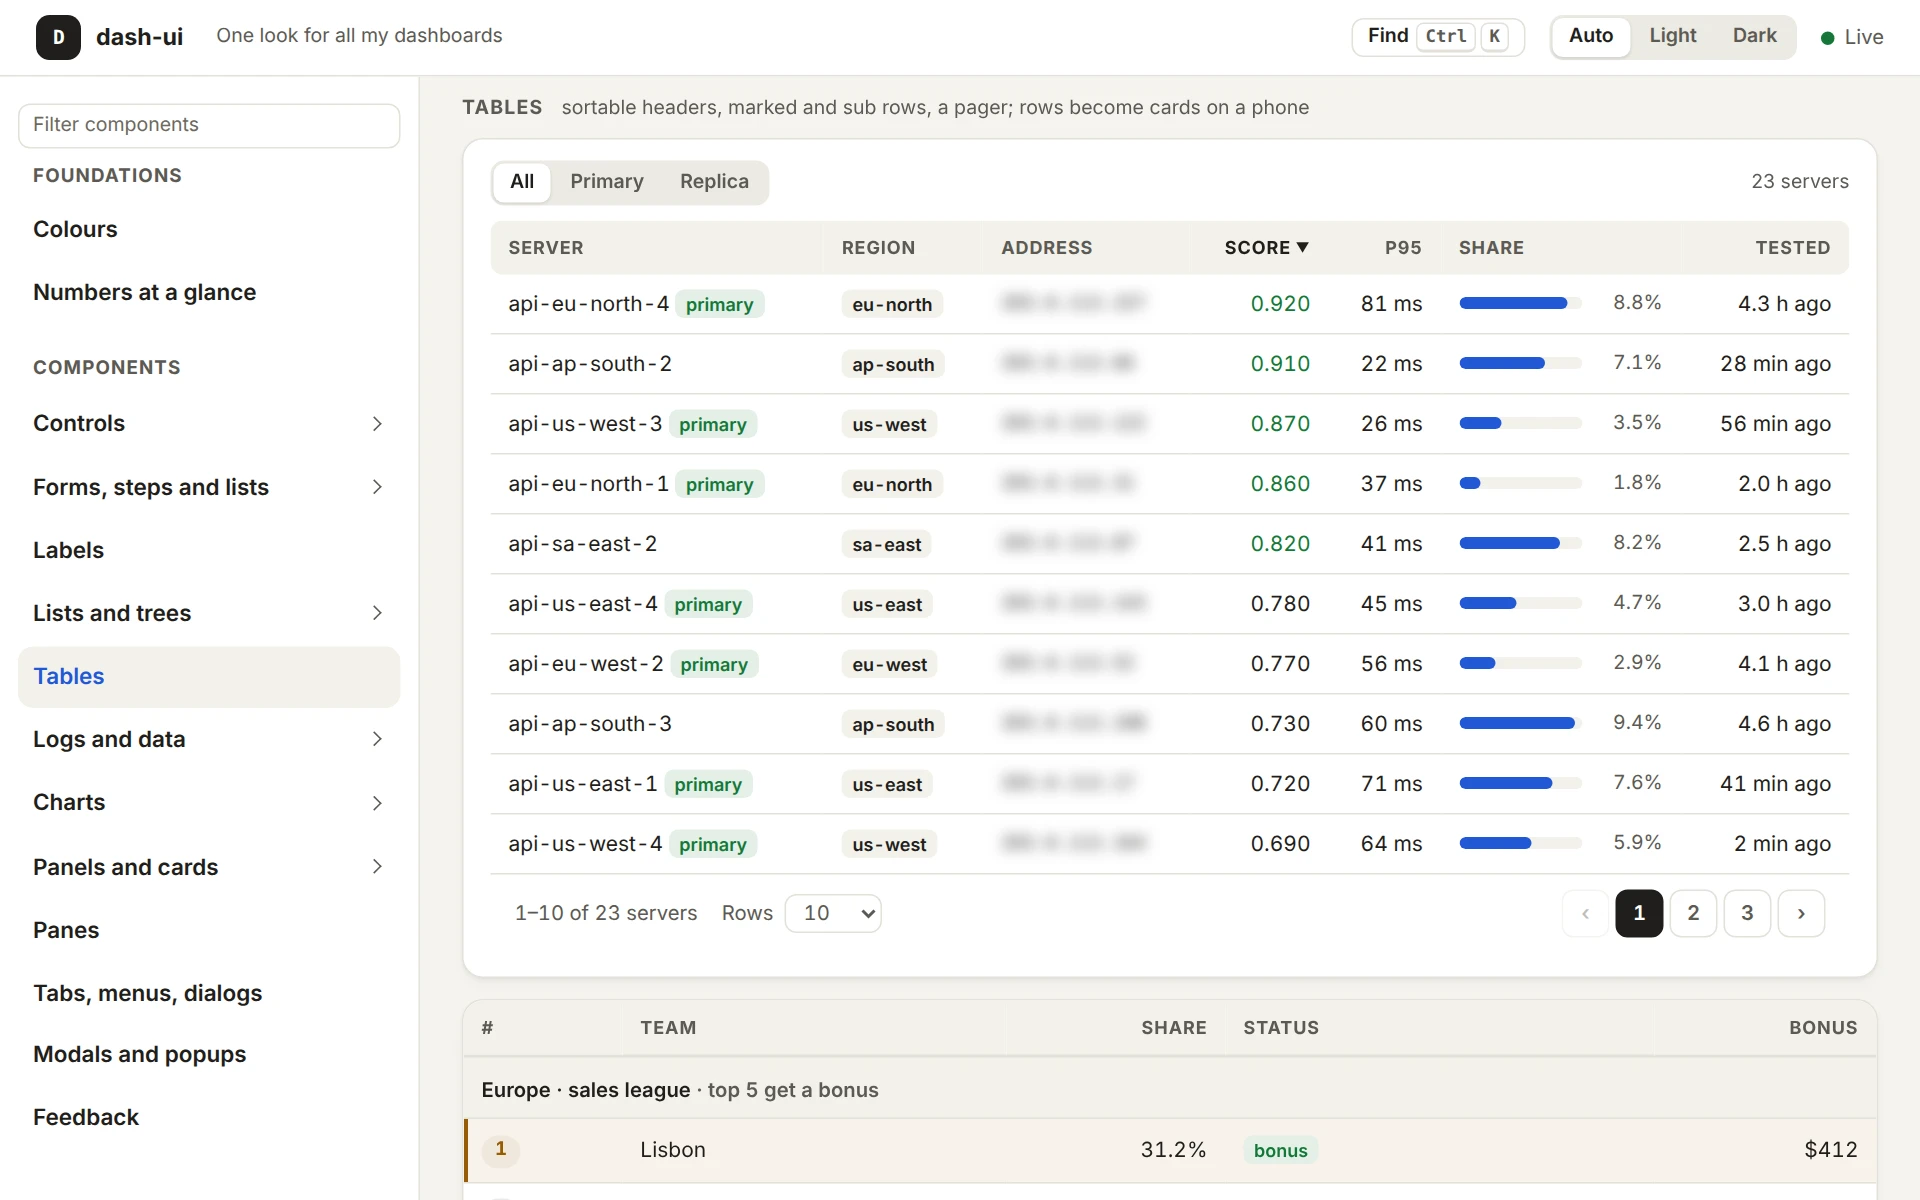 D dash-ui One look for all my dashboards Find Ctrl K Auto Light Dark Live
Filter components
FOUNDATIONS
Colours
Numbers at a glance
COMPONENTS
Controls
Forms, steps and lists
Labels
Lists and trees
Tables
Logs and data
Charts
Panels and cards
Panes
Tabs, menus, dialogs
Modals and popups
Feedback
TABLES sortable headers, marked and sub rows, a pager; rows become cards on a phone
All Primary Replica 23 servers
SERVER REGION ADDRESS SCORE ▼ P95 SHARE TESTED
api-eu-north-4 primary eu-north 0.920 81 ms 8.8% 4.3 h ago
api-ap-south-2 ap-south 0.910 22 ms 7.1% 28 min ago
api-us-west-3 primary us-west 0.870 26 ms 3.5% 56 min ago
api-eu-north-1 primary eu-north 0.860 37 ms 1.8% 2.0 h ago
api-sa-east-2 sa-east 0.820 41 ms 8.2% 2.5 h ago
api-us-east-4 primary us-east 0.780 45 ms 4.7% 3.0 h ago
api-eu-west-2 primary eu-west 0.770 56 ms 2.9% 4.1 h ago
api-ap-south-3 ap-south 0.730 60 ms 9.4% 4.6 h ago
api-us-east-1 primary us-east 0.720 71 ms 7.6% 41 min ago
api-us-west-4 primary us-west 0.690 64 ms 5.9% 2 min ago
1–10 of 23 servers Rows 10 ‹ 1 2 3 ›
# TEAM SHARE STATUS BONUS
Europe · sales league · top 5 get a bonus
1 Lisbon 31.2% bonus $412